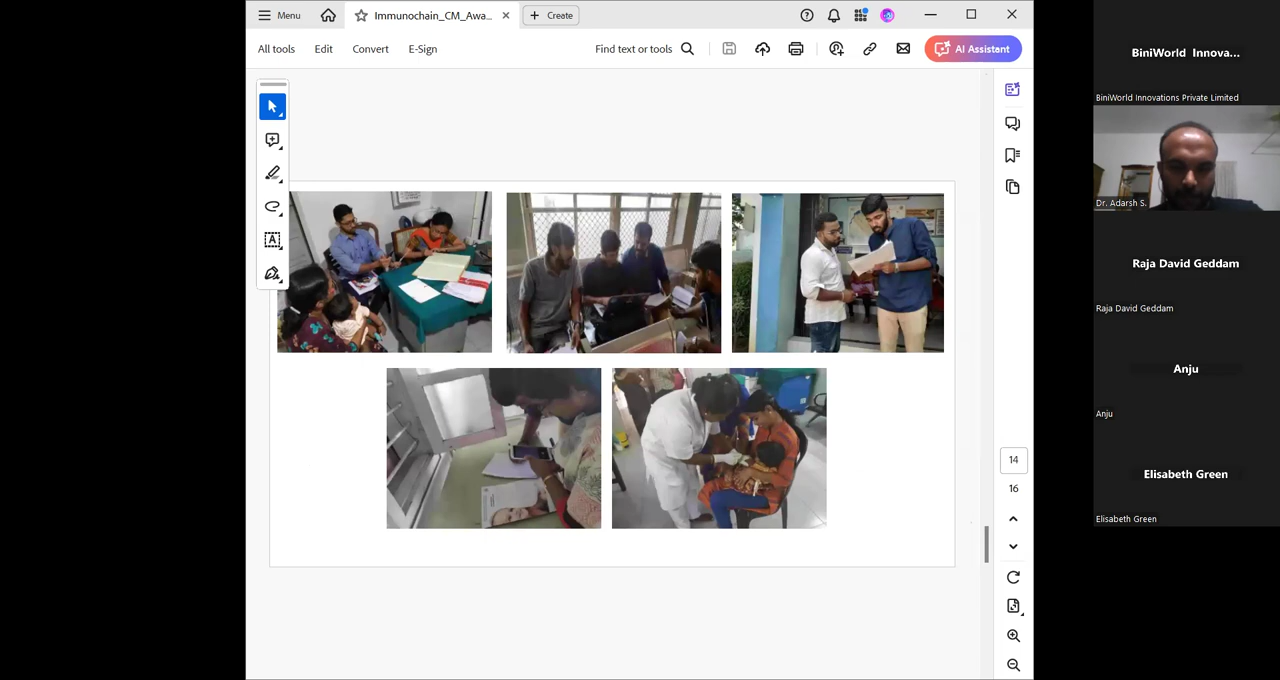 Menu
Immunochain_CM_Awa...
Create
All tools
Edit
Convert
E-Sign
Find text or tools
AI Assistant
14
16
BiniWorld Innova...
BiniWorld Innovations Private Limited
Dr. Adarsh S.
Raja David Geddam
Raja David Geddam
Anju
Anju
Elisabeth Green
Elisabeth Green